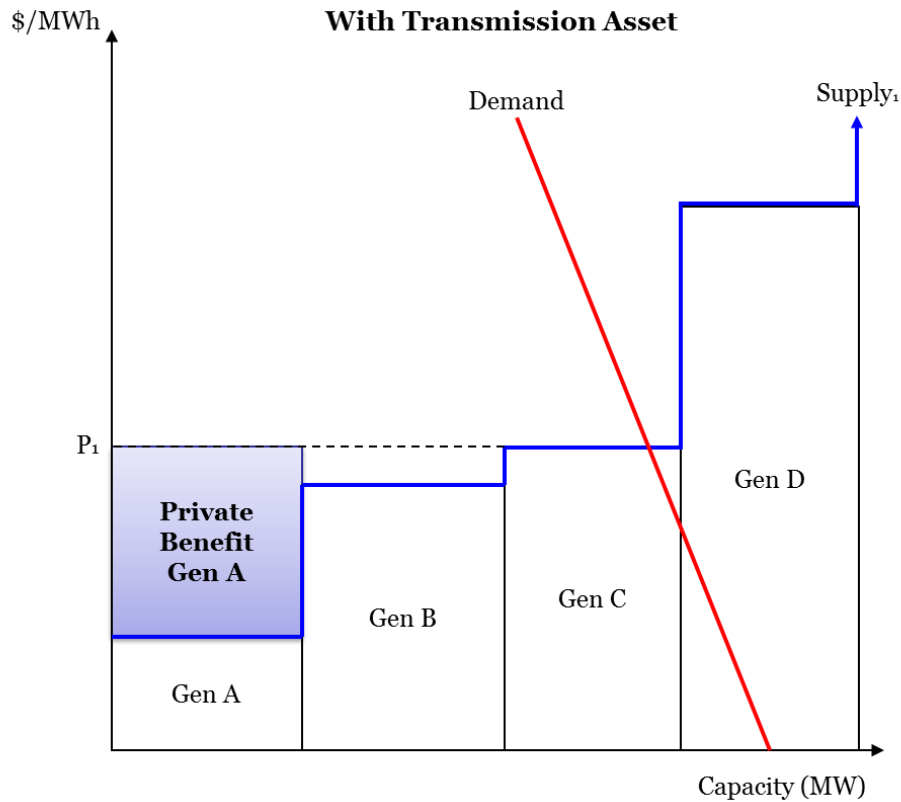 $/MWh
With Transmission Asset
Demand
Supply₁
P₁
Private
Benefit
Gen A
Gen D
Gen C
Gen B
Gen A
Capacity (MW)